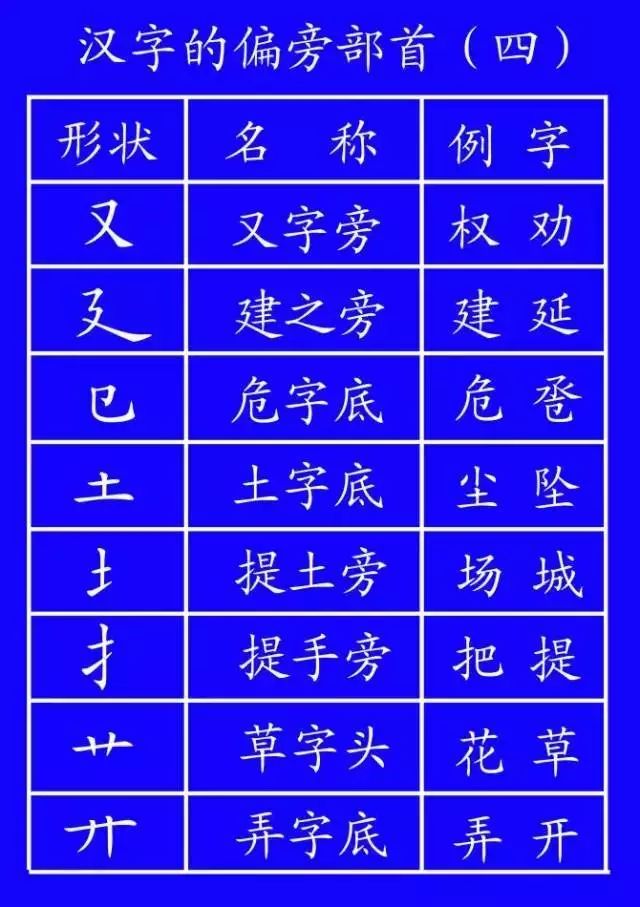 汉字的偏旁部首（四）
形状 名称 例字
又 又字旁 权 劝
廴 建之旁 建 延
巳 危字底 危 卺
土 土字底 尘 坠
土 提土旁 场 城
扌 提手旁 把 提
艹 草字头 花 草
廾 弄字底 弄 开